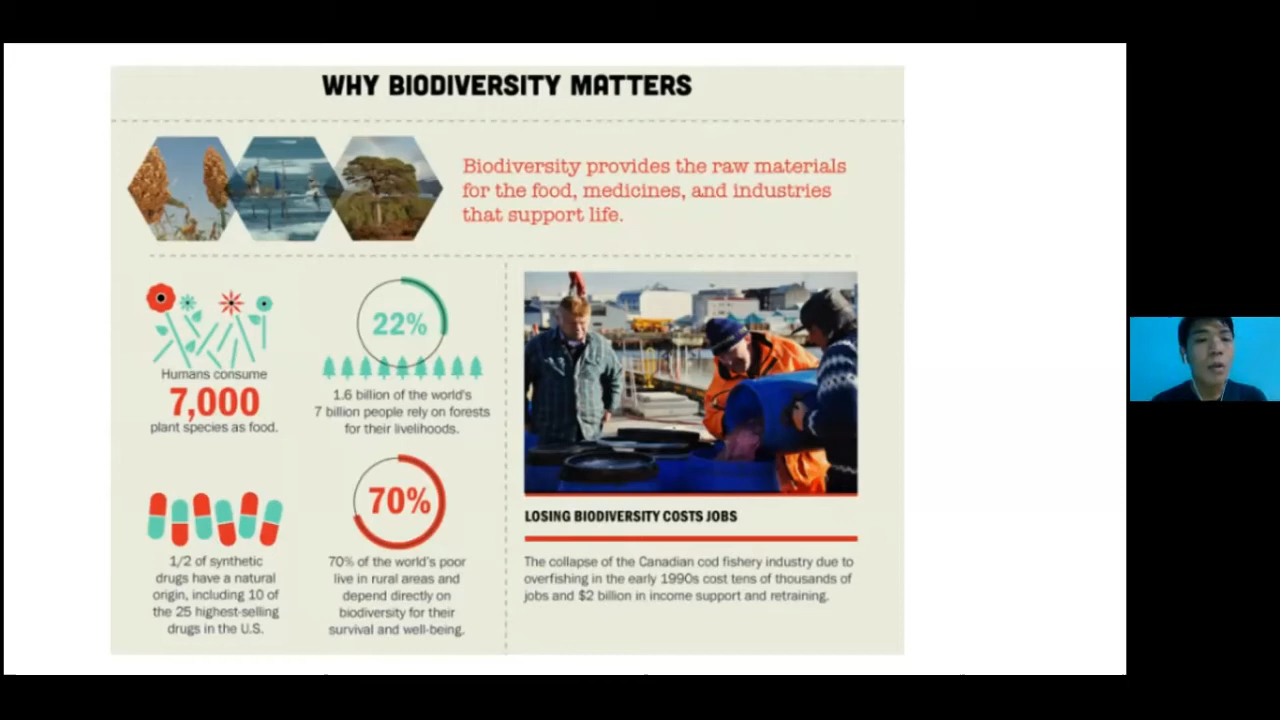 WHY BIODIVERSITY MATTERS
Biodiversity provides the raw materials
for the food, medicines, and industries
that support life.
Humans consume
7,000
plant species as food.
22%
1.6 billion of the world's
7 billion people rely on forests
for their livelihoods.
1/2 of synthetic
drugs have a natural
origin, including 10 of
the 25 highest-selling
drugs in the U.S.
70%
70% of the world's poor
live in rural areas and
depend directly on
biodiversity for their
survival and well-being.
LOSING BIODIVERSITY COSTS JOBS
The collapse of the Canadian cod fishery industry due to
overfishing in the early 1990s cost tens of thousands of
jobs and $2 billion in income support and retraining.